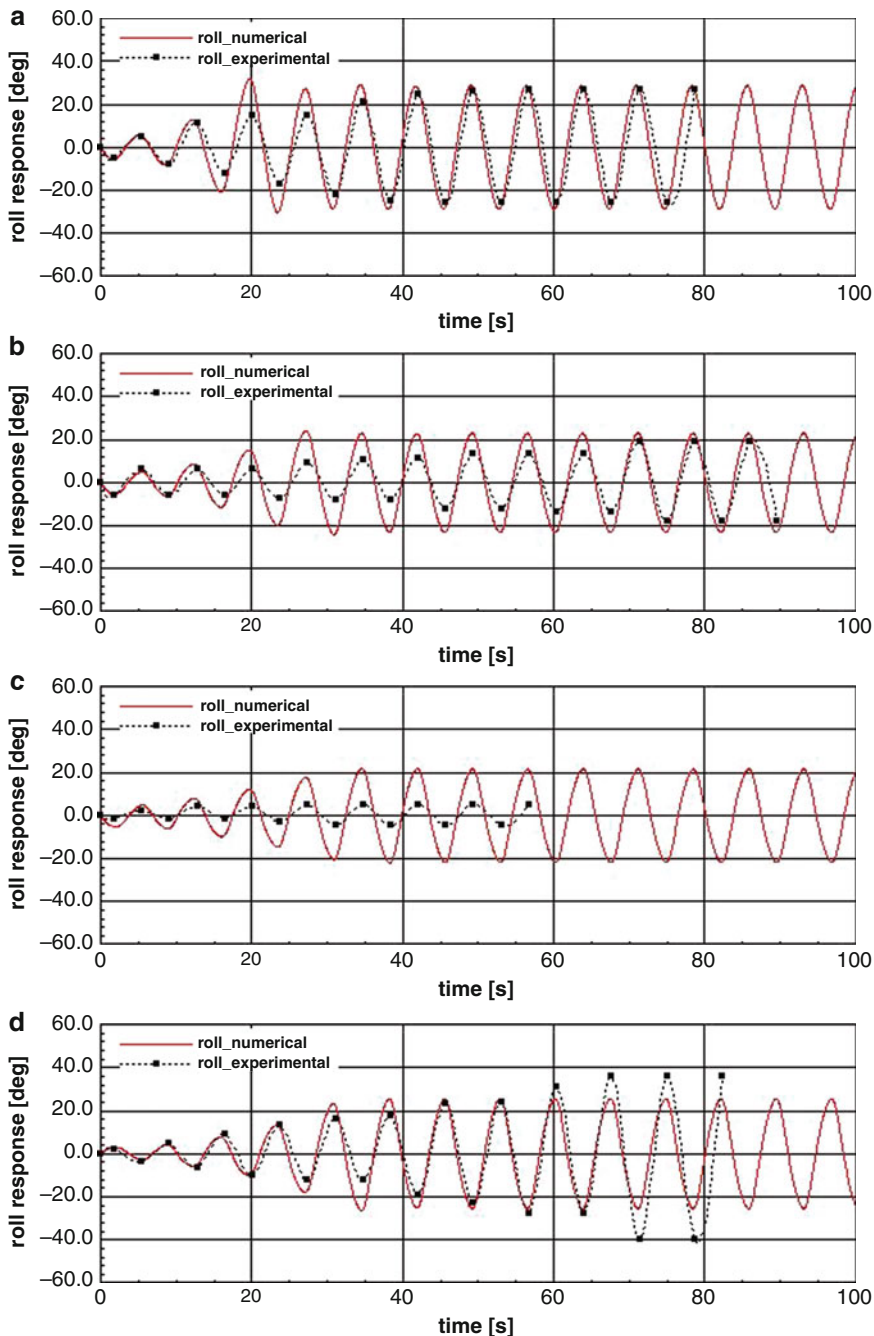 a
60.0
40.0
20.0
0.0
−20.0
−40.0
−60.0
roll response [deg]
roll_numerical
roll_experimental
0 20 40 60 80 100
time [s]
b
60.0
40.0
20.0
0.0
−20.0
−40.0
−60.0
roll response [deg]
roll_numerical
roll_experimental
0 20 40 60 80 100
time [s]
c
60.0
40.0
20.0
0.0
−20.0
−40.0
−60.0
roll response [deg]
roll_numerical
roll_experimental
0 20 40 60 80 100
time [s]
d
60.0
40.0
20.0
0.0
−20.0
−40.0
−60.0
roll response [deg]
roll_numerical
roll_experimental
0 20 40 60 80 100
time [s]